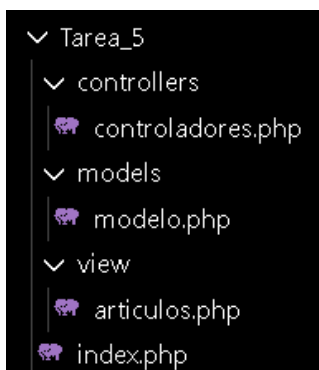 Tarea_5
controllers
controladores.php
models
modelo.php
view
articulos.php
index.php